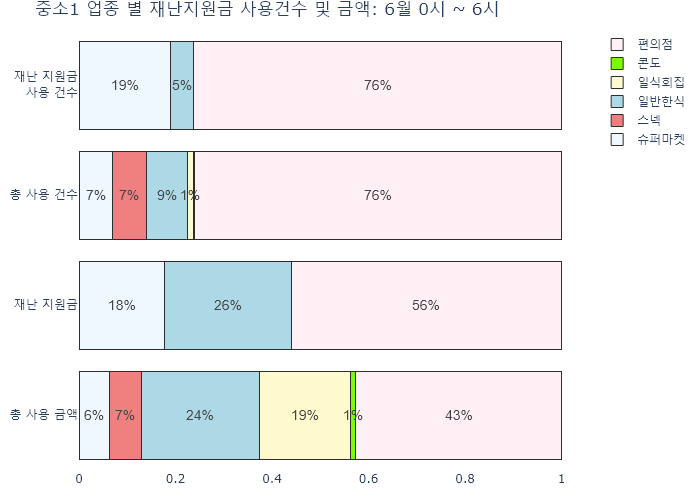 중소1 업종 별 재난지원금 사용건수 및 금액: 6월 0시 ~ 6시
편의점
콘도
일식회집
일반한식
스넥
슈퍼마켓
재난 지원금
사용 건수
19%
5%
76%
총 사용 건수
7%
7%
9%
1%
76%
재난 지원금
18%
26%
56%
총 사용 금액
6%
7%
24%
19%
1%
43%
0
0.2
0.4
0.6
0.8
1